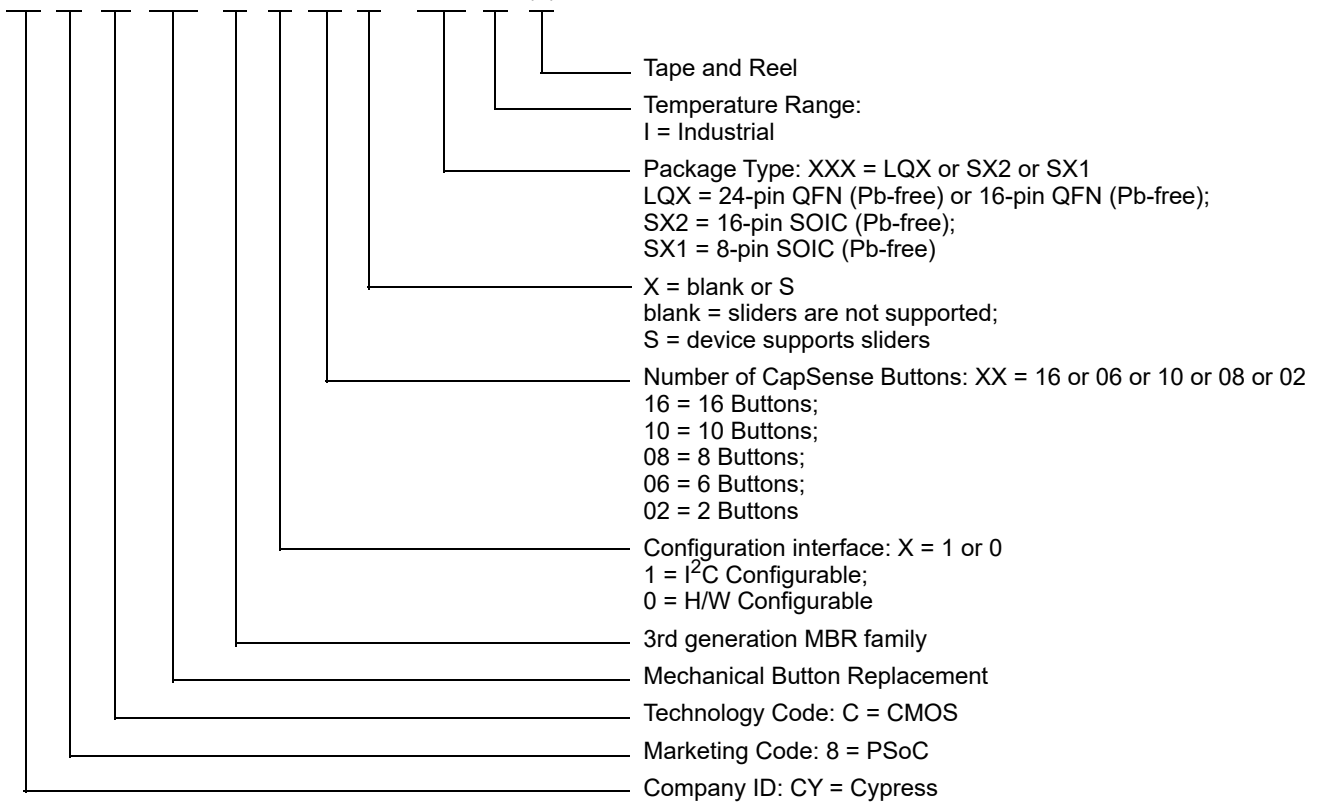 Tape and Reel
Temperature Range:
I = Industrial
Package Type: XXX = LQX or SX2 or SX1
LQX = 24-pin QFN (Pb-free) or 16-pin QFN (Pb-free);
SX2 = 16-pin SOIC (Pb-free);
SX1 = 8-pin SOIC (Pb-free)
X = blank or S
blank = sliders are not supported;
S = device supports sliders
Number of CapSense Buttons: XX = 16 or 06 or 10 or 08 or 02
16 = 16 Buttons;
10 = 10 Buttons;
08 = 8 Buttons;
06 = 6 Buttons;
02 = 2 Buttons
Configuration interface: X = 1 or 0
1 = I²C Configurable;
0 = H/W Configurable
3rd generation MBR family
Mechanical Button Replacement
Technology Code: C = CMOS
Marketing Code: 8 = PSoC
Company ID: CY = Cypress